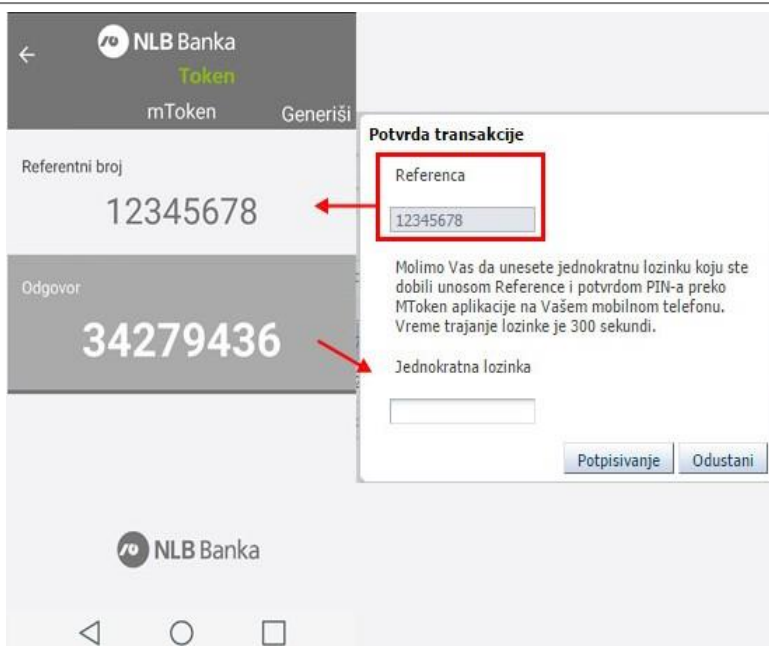 NLB Banka
Token
mToken
Generiši
Referentni broj
12345678
Odgovor
34279436
NLB Banka
Potvrda transakcije
Referenca
12345678
Molimo Vas da unesete jednokratnu lozinku koju ste
dobili unosom Reference i potvrdom PIN-a preko
MToken aplikacije na Vašem mobilnom telefonu.
Vreme trajanje lozinke je 300 sekundi.
Jednokratna lozinka
Potpisivanje
Odustani